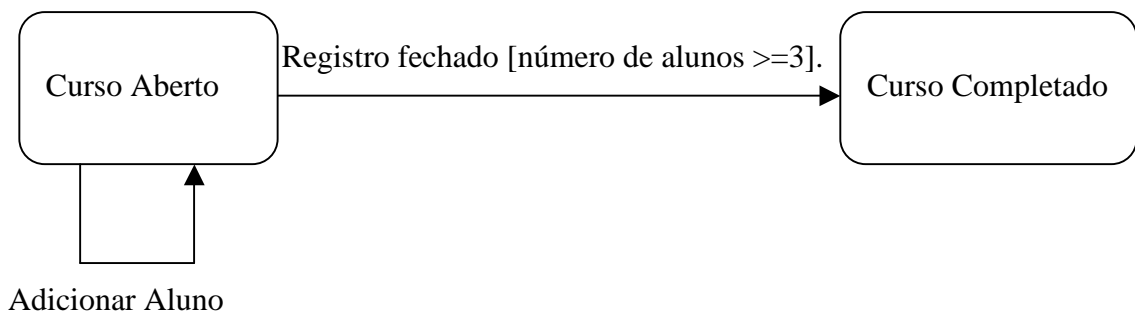 Registro fechado [número de alunos >=3].
Curso Aberto
Curso Completado
Adicionar Aluno